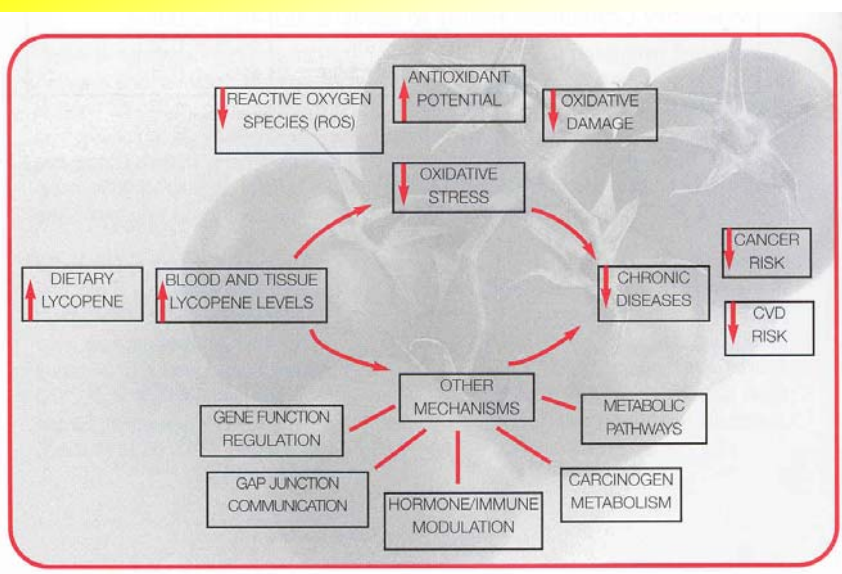 REACTIVE OXYGEN
SPECIES (ROS)
ANTIOXIDANT
POTENTIAL
OXIDATIVE
DAMAGE
OXIDATIVE
STRESS
DIETARY
LYCOPENE
BLOOD AND TISSUE
LYCOPENE LEVELS
CHRONIC
DISEASES
CANCER
RISK
CVD
RISK
OTHER
MECHANISMS
GENE FUNCTION
REGULATION
GAP JUNCTION
COMMUNICATION
HORMONE/IMMUNE
MODULATION
CARCINOGEN
METABOLISM
METABOLIC
PATHWAYS